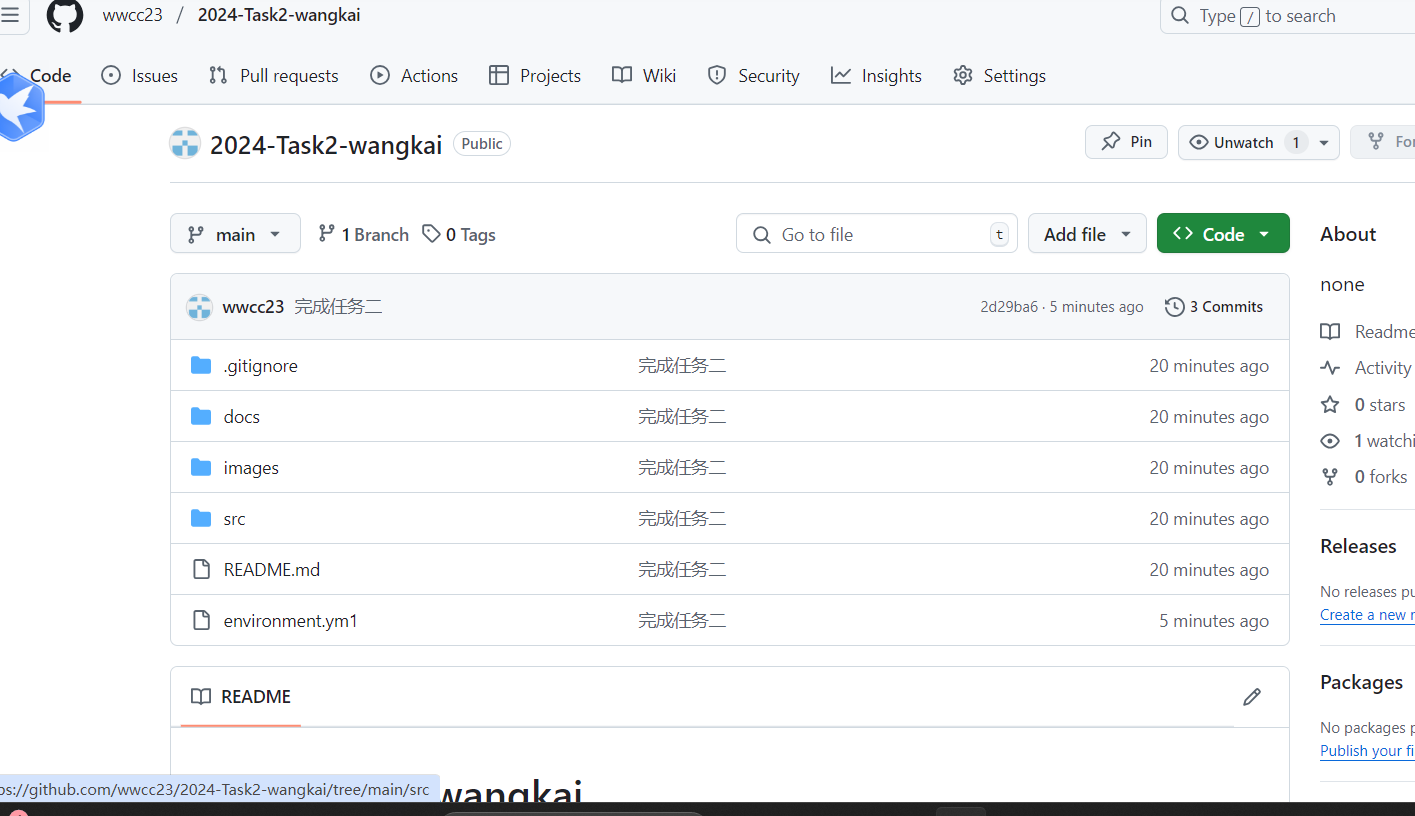 wwcc23 / 2024-Task2-wangkai
Type / to search
Code Issues Pull requests Actions Projects Wiki Security Insights Settings
2024-Task2-wangkai Public
Pin Unwatch 1
main 1 Branch 0 Tags Go to file t Add file Code
About
none
wwcc23 完成任务二 2d29ba6 · 5 minutes ago 3 Commits
.gitignore 完成任务二 20 minutes ago
docs 完成任务二 20 minutes ago
images 完成任务二 20 minutes ago
src 完成任务二 20 minutes ago
README.md 完成任务二 20 minutes ago
environment.ym1 完成任务二 5 minutes ago
Readme
Activity
0 stars
1 watchi
0 forks
Releases
No releases pu
Create a new r
Packages
No packages p
Publish your fi
README
wangkai
ps://github.com/wwcc23/2024-Task2-wangkai/tree/main/src